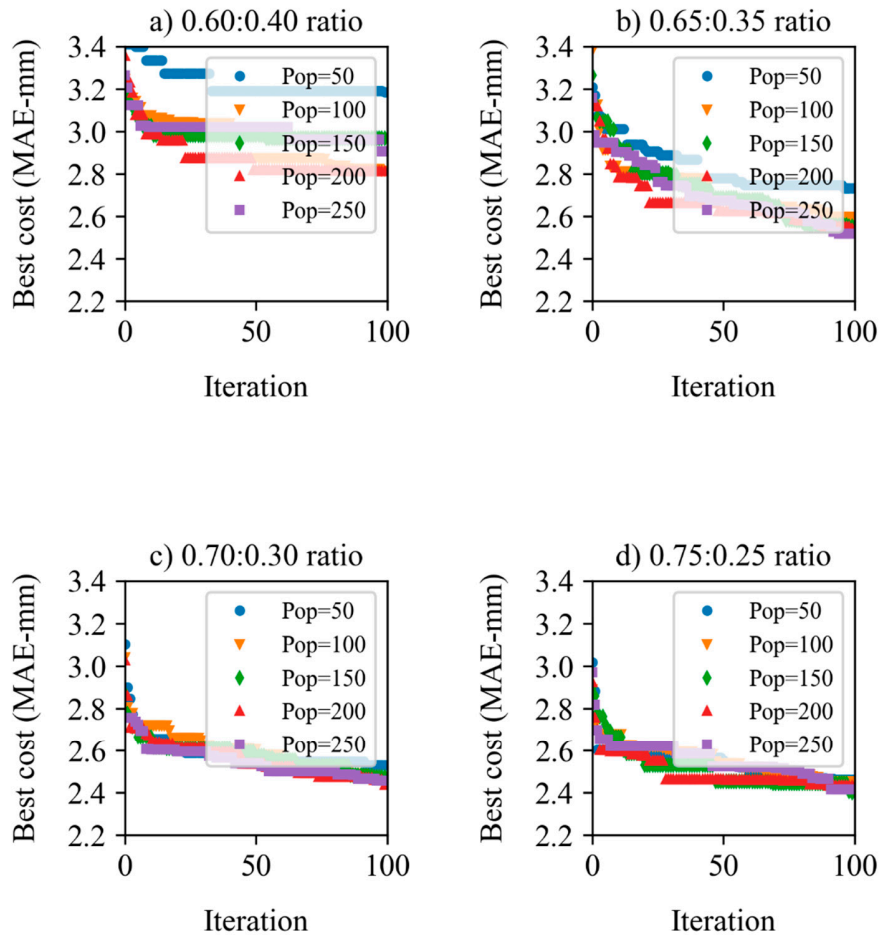 a) 0.60:0.40 ratio
Best cost (MAE-mm)
3.4
3.2
3.0
2.8
2.6
2.4
2.2
0
50
100
Iteration
Pop=50
Pop=100
Pop=150
Pop=200
Pop=250
b) 0.65:0.35 ratio
Best cost (MAE-mm)
3.4
3.2
3.0
2.8
2.6
2.4
2.2
0
50
100
Iteration
Pop=50
Pop=100
Pop=150
Pop=200
Pop=250
c) 0.70:0.30 ratio
Best cost (MAE-mm)
3.4
3.2
3.0
2.8
2.6
2.4
2.2
0
50
100
Iteration
Pop=50
Pop=100
Pop=150
Pop=200
Pop=250
d) 0.75:0.25 ratio
Best cost (MAE-mm)
3.4
3.2
3.0
2.8
2.6
2.4
2.2
0
50
100
Iteration
Pop=50
Pop=100
Pop=150
Pop=200
Pop=250